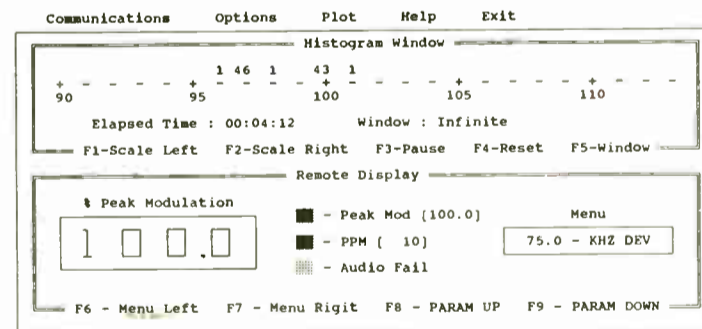 Communications Options Plot Help Exit
Histogram Window
1 46 1 43 1
+ - - - - + - - - - + - - - - + - - - - + - - -
90 95 100 105 110
Elapsed Time : 00:04:12 Window : Infinite
F1-Scale Left F2-Scale Right F3-Pause F4-Reset F5-Window
Remote Display
% Peak Modulation
100.0
- Peak Mod [100.0]
- PPM [ 10]
- Audio Fail
Menu
75.0 - KHZ DEV
F6 - Menu Left F7 - Menu Rigit F8 - PARAM UP F9 - PARAM DOWN